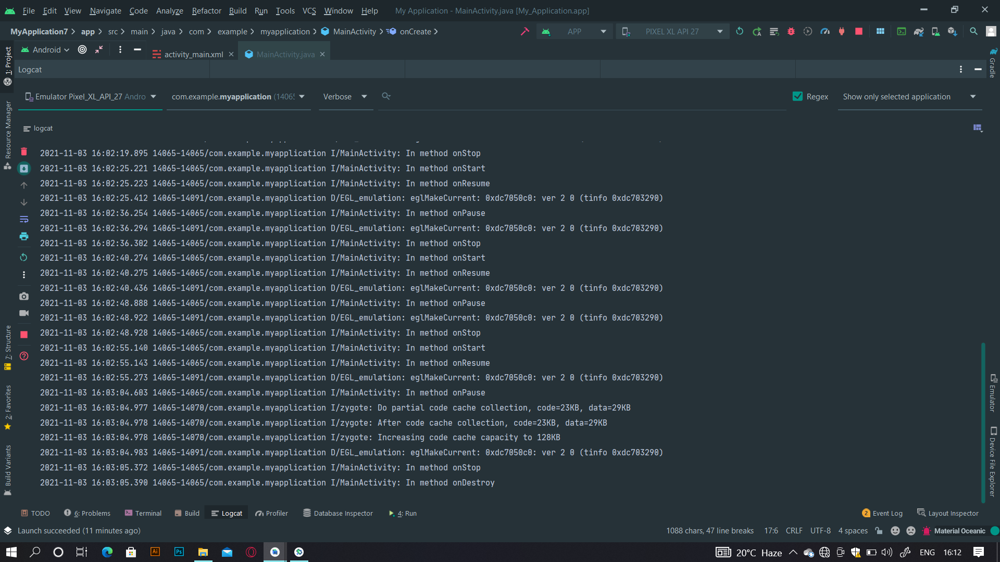 File Edit View Navigate Code Analyze Refactor Build Run Tools VCS Window Help My Application - MainActivity.java [My_Application.app]
MyApplication7 app src main java com example myapplication MainActivity onCreate APP PIXEL XL API 27
Android activity_main.xml MainActivity.java
Logcat
Emulator Pixel_XL_API_27 Andro com.example.myapplication (1406 Verbose Regex Show only selected application
logcat
2021-11-03 16:02:19.895 14065-14065/com.example.myapplication I/MainActivity: In method onStop
2021-11-03 16:02:25.221 14065-14065/com.example.myapplication I/MainActivity: In method onStart
2021-11-03 16:02:25.223 14065-14065/com.example.myapplication I/MainActivity: In method onResume
2021-11-03 16:02:25.412 14065-14091/com.example.myapplication D/EGL_emulation: eglMakeCurrent: 0xdc7050c0: ver 2 0 (tinfo 0xdc703290)
2021-11-03 16:02:36.254 14065-14065/com.example.myapplication I/MainActivity: In method onPause
2021-11-03 16:02:36.294 14065-14091/com.example.myapplication D/EGL_emulation: eglMakeCurrent: 0xdc7050c0: ver 2 0 (tinfo 0xdc703290)
2021-11-03 16:02:36.302 14065-14065/com.example.myapplication I/MainActivity: In method onStop
2021-11-03 16:02:40.274 14065-14065/com.example.myapplication I/MainActivity: In method onStart
2021-11-03 16:02:40.275 14065-14065/com.example.myapplication I/MainActivity: In method onResume
2021-11-03 16:02:40.436 14065-14091/com.example.myapplication D/EGL_emulation: eglMakeCurrent: 0xdc7050c0: ver 2 0 (tinfo 0xdc703290)
2021-11-03 16:02:48.888 14065-14065/com.example.myapplication I/MainActivity: In method onPause
2021-11-03 16:02:48.922 14065-14091/com.example.myapplication D/EGL_emulation: eglMakeCurrent: 0xdc7050c0: ver 2 0 (tinfo 0xdc703290)
2021-11-03 16:02:48.928 14065-14065/com.example.myapplication I/MainActivity: In method onStop
2021-11-03 16:02:55.140 14065-14065/com.example.myapplication I/MainActivity: In method onStart
2021-11-03 16:02:55.143 14065-14065/com.example.myapplication I/MainActivity: In method onResume
2021-11-03 16:02:55.273 14065-14091/com.example.myapplication D/EGL_emulation: eglMakeCurrent: 0xdc7050c0: ver 2 0 (tinfo 0xdc703290)
2021-11-03 16:03:04.603 14065-14065/com.example.myapplication I/MainActivity: In method onPause
2021-11-03 16:03:04.977 14065-14070/com.example.myapplication I/zygote: Do partial code cache collection, code=23KB, data=29KB
2021-11-03 16:03:04.978 14065-14070/com.example.myapplication I/zygote: After code cache collection, code=23KB, data=29KB
2021-11-03 16:03:04.978 14065-14070/com.example.myapplication I/zygote: Increasing code cache capacity to 128KB
2021-11-03 16:03:04.983 14065-14091/com.example.myapplication D/EGL_emulation: eglMakeCurrent: 0xdc7050c0: ver 2 0 (tinfo 0xdc703290)
2021-11-03 16:03:05.372 14065-14065/com.example.myapplication I/MainActivity: In method onStop
2021-11-03 16:03:05.390 14065-14065/com.example.myapplication I/MainActivity: In method onDestroy
1: Project
Resource Manager
7: Structure
2: Favorites
Build Variants
Gradle
Emulator
Device File Explorer
TODO 6: Problems Terminal Build Logcat Profiler Database Inspector 4: Run 2 Event Log Layout Inspector
Launch succeeded (11 minutes ago) 1088 chars, 47 line breaks 17:6 CRLF UTF-8 4 spaces Material Oceanic
Ai Ps 20°C Haze ENG 16:12